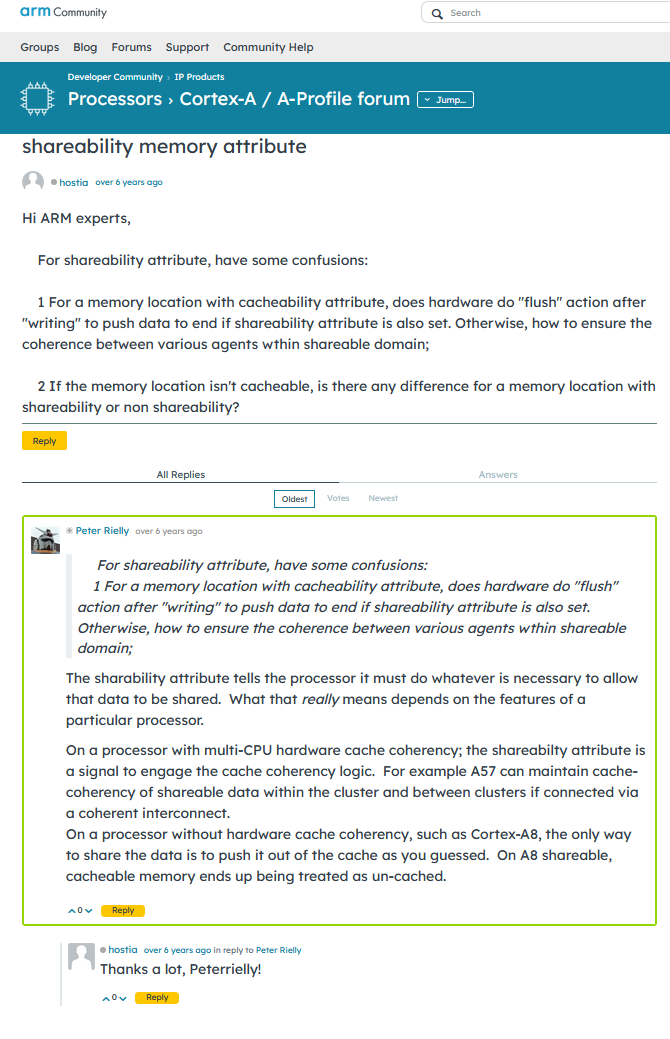 arm Community
Search
Groups Blog Forums Support Community Help
Developer Community › IP Products
Processors › Cortex-A / A-Profile forum Jump...
shareability memory attribute
hostia over 6 years ago
Hi ARM experts,
For shareability attribute, have some confusions:
1 For a memory location with cacheability attribute, does hardware do "flush" action after
"writing" to push data to end if shareability attribute is also set. Otherwise, how to ensure the
coherence between various agents wthin shareable domain;
2 If the memory location isn't cacheable, is there any difference for a memory location with
shareability or non shareability?
Reply
All Replies Answers
Oldest Votes Newest
Peter Rielly over 6 years ago
For shareability attribute, have some confusions:
1 For a memory location with cacheability attribute, does hardware do "flush"
action after "writing" to push data to end if shareability attribute is also set.
Otherwise, how to ensure the coherence between various agents wthin shareable
domain;
The sharability attribute tells the processor it must do whatever is necessary to allow
that data to be shared. What that really means depends on the features of a
particular processor.
On a processor with multi-CPU hardware cache coherency; the shareabilty attribute is
a signal to engage the cache coherency logic. For example A57 can maintain cache-
coherency of shareable data within the cluster and between clusters if connected via
a coherent interconnect.
On a processor without hardware cache coherency, such as Cortex-A8, the only way
to share the data is to push it out of the cache as you guessed. On A8 shareable,
cacheable memory ends up being treated as un-cached.
0 Reply
hostia over 6 years ago in reply to Peter Rielly
Thanks a lot, Peterrielly!
0 Reply